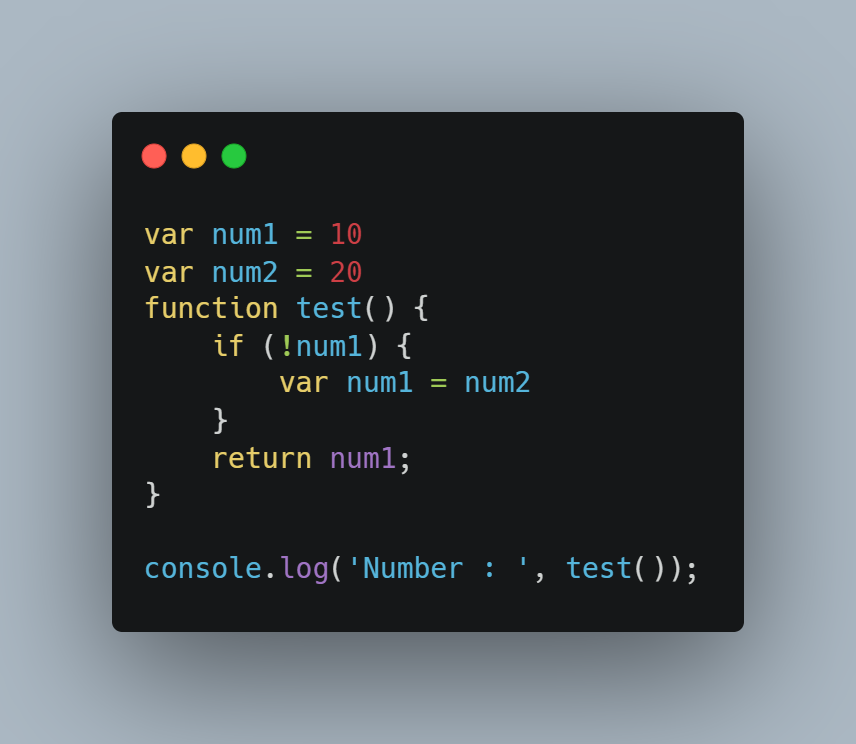 var num1 = 10
var num2 = 20
function test() {
    if (!num1) {
        var num1 = num2
    }
    return num1;
}

console.log('Number : ', test());